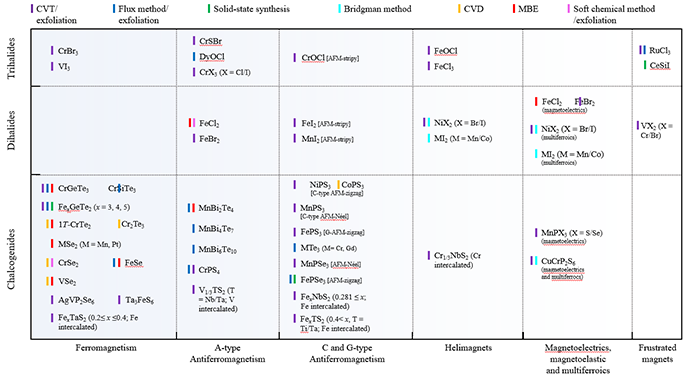 CVT/
exfoliation
Flux method/
exfoliation
Solid-state synthesis
Bridgman method
CVD
MBE
Soft chemical method
/exfoliation
Trihalides
CrBr₃
VI₃
CrSBr
DyOCl
CrX₃ (X = Cl/I)
CrOCl [AFM-stripy]
FeOCl
FeCl₃
RuCl₃
CeSiI
Dihalides
FeCl₂
FeBr₂
FeI₂ [AFM-stripy]
MnI₂ [AFM-stripy]
NiX₂ (X = Br/I)
MI₂ (M = Mn/Co)
FeCl₂ FeBr₂
(magnetoelectrics)
NiX₂ (X = Br/I)
(multiferroics)
MI₂ (M = Mn/Co)
(multiferroics)
VX₂ (X =
Cr/Br)
Chalcogenides
CrGeTe₃ CrSiTe₃
FeₓGeTe₂ (x = 3, 4, 5)
1T-CrTe₂ Cr₂Te₃
MSe₂ (M = Mn, Pt)
CrSe₂ FeSe
VSe₂
AgVP₂Se₆ Ta₃FeS₆
FeₓTaS₂ (0.2≤ x ≤0.4; Fe
intercalated)
MnBi₂Te₄
MnBi₄Te₇
MnBi₆Te₁₀
CrPS₄
V₁/₃TS₂ (T
= Nb/Ta; V
intercalated)
NiPS₃ CoPS₃
[C-type AFM-zigzag]
MnPS₃
[C-type AFM-Néel]
FePS₃ [G-AFM-zigzag]
MTe₃ (M= Cr, Gd)
MnPSe₃ [AFM-Néel]
FePSe₃ [AFM-zigzag]
FeₓNbS₂ (0.281 ≤ x;
Fe intercalated)
FeₓTS₂ (0.4< x, T =
Ts/Ta; Fe intercalated)
Cr₁/₃NbS₂ (Cr
intercalated)
MnPX₃ (X = S/Se)
(magnetoelectrics)
CuCrP₂S₆
(magnetoelectrics
and multiferrocs)
Ferromagnetism
A-type
Antiferromagnetism
C and G-type
Antiferromagnetism
Helimagnets
Magnetoelectrics,
magnetoelastic
and multiferroics
Frustrated
magnets